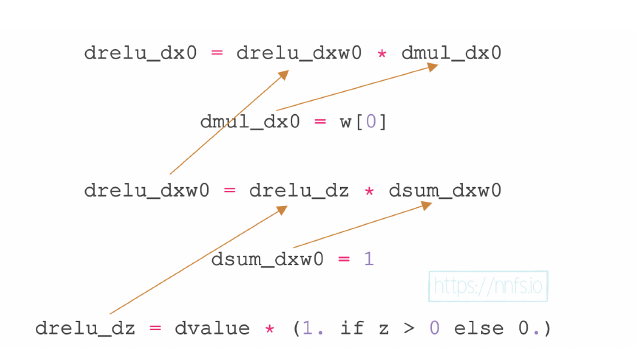 drelu_dx0 = drelu_dxw0 * dmul_dx0
dmul_dx0 = w[0]
drelu_dxw0 = drelu_dz * dsum_dxw0
dsum_dxw0 = 1
https://nnfs.io
drelu_dz = dvalue * (1. if z > 0 else 0.)